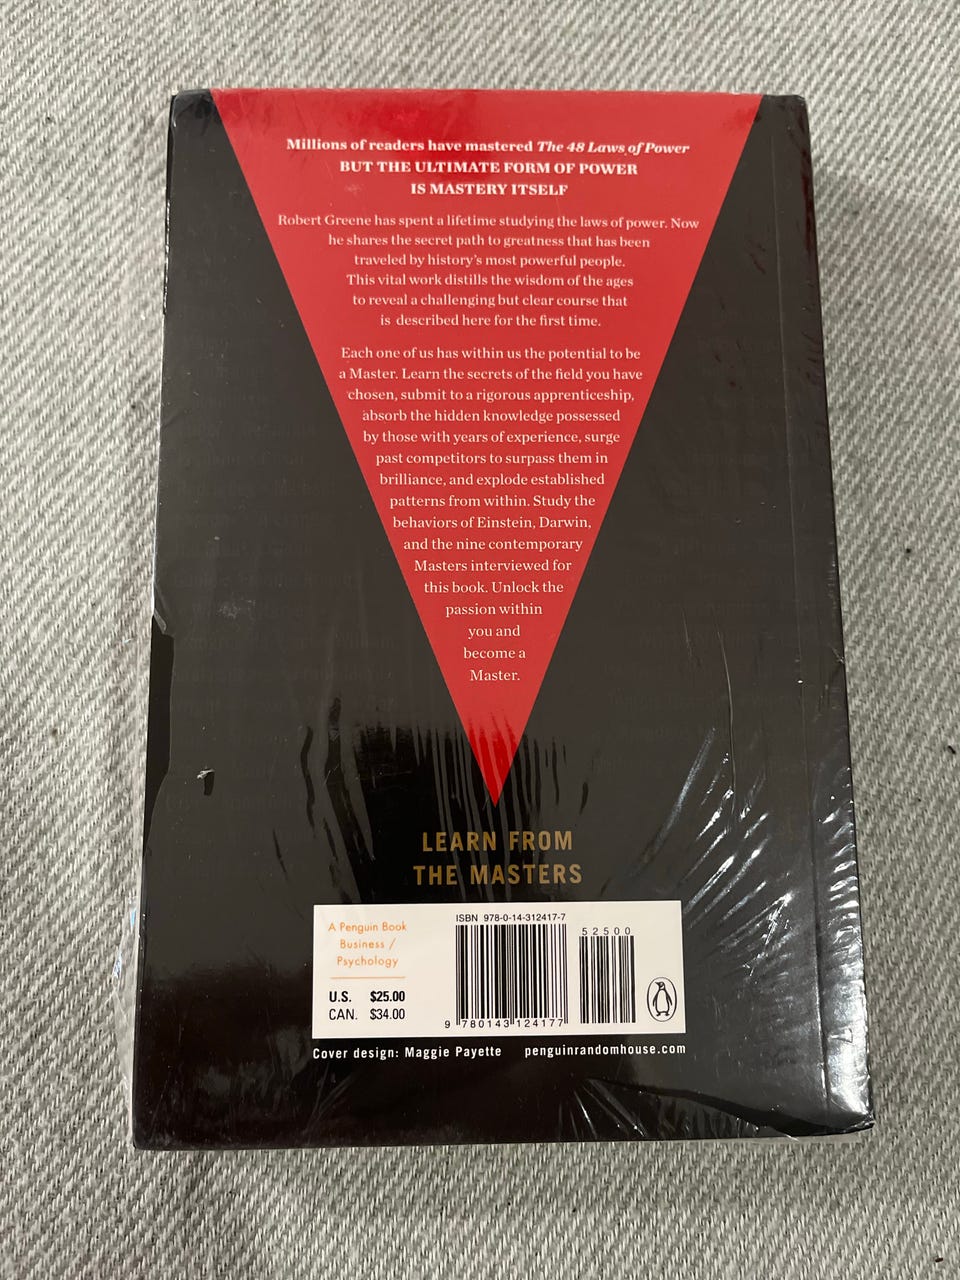 Millions of readers have mastered The 48 Laws of Power
BUT THE ULTIMATE FORM OF POWER
IS MASTERY ITSELF
Robert Greene has spent a lifetime studying the laws of power. Now
he shares the secret path to greatness that has been
traveled by history's most powerful people.
This vital work distills the wisdom of the ages
to reveal a challenging but clear course that
is described here for the first time.
Each one of us has within us the potential to be
a Master. Learn the secrets of the field you have
chosen, submit to a rigorous apprenticeship,
absorb the hidden knowledge possessed
by those with years of experience, surge
past competitors to surpass them in
brilliance, and explode established
patterns from within. Study the
behaviors of Einstein, Darwin,
and the nine contemporary
Masters interviewed for
this book. Unlock the
passion within
you and
become a
Master.
LEARN FROM
THE MASTERS
A Penguin Book
Business /
Psychology
U.S. $25.00
CAN. $34.00
ISBN 978-0-14-312417-7
52500
9 780143 124177
Cover design: Maggie Payette
penguinrandomhouse.com